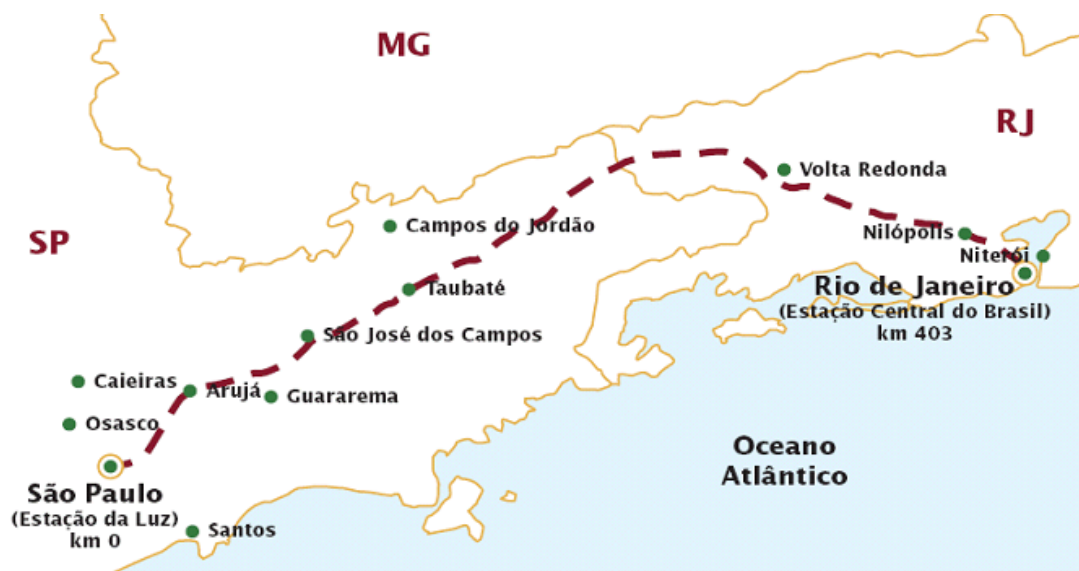 MG
RJ
Volta Redonda
Campos do Jordão
Nilópolis
SP
Niterói
Taubaté
Rio de Janeiro
(Estação Central do Brasil)
km 403
São José dos Campos
Caieiras
Arujá
Guararema
Osasco
Oceano
Atlântico
São Paulo
(Estação da Luz)
km 0
Santos